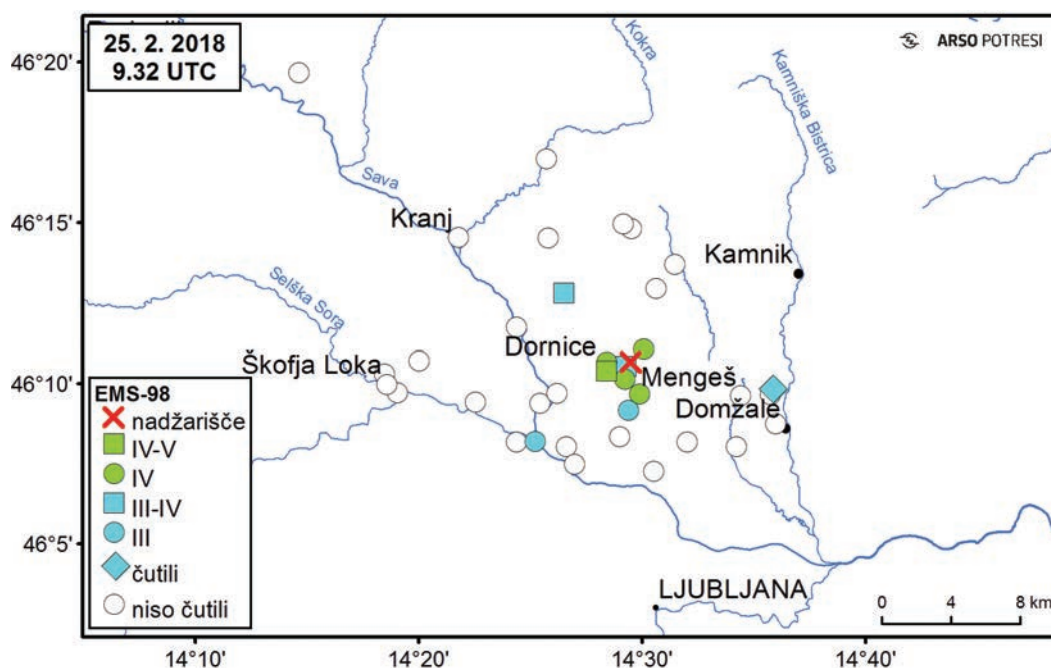 25. 2. 2018
9.32 UTC
ARSO POTRESI
Kokra
Kamniška Bistrica
Sava
Kranj
Kamnik
Selška Sora
Dornice
Škofja Loka
Mengeš
Domžale
LJUBLJANA
EMS-98
nadžarišče
IV-V
IV
III-IV
III
čutili
niso čutili
46°20'
46°15'
46°10'
46°5'
14°10'
14°20'
14°30'
14°40'
0 4 8 km